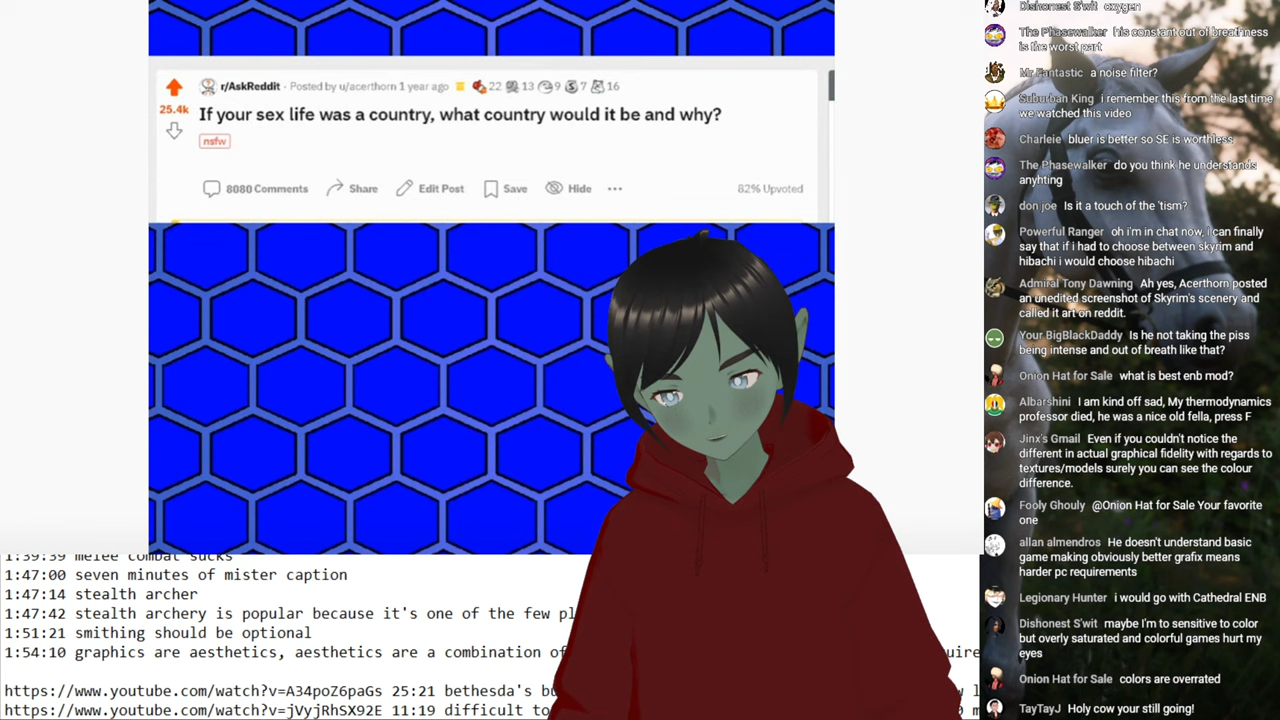 r/AskReddit · Posted by u/acerthorn 1 year ago 22 13 9 7 16
25.4k
If your sex life was a country, what country would it be and why?
nsfw
8080 Comments Share Edit Post Save Hide ••• 82% Upvoted
1:39:39 melee combat sucks
1:47:00 seven minutes of mister caption
1:47:14 stealth archer
1:47:42 stealth archery is popular because it's one of the few pl
1:51:21 smithing should be optional
1:54:10 graphics are aesthetics, aesthetics are a combination of
https://www.youtube.com/watch?v=A34poZ6paGs 25:21 bethesda's bu
https://www.youtube.com/watch?v=jVyjRhSX92E 11:19 difficult to
Dishonest S'wit oxygen
The Phasewalker his constant out of breathness
is the worst part
Mr Fantastic a noise filter?
Suburban King i remember this from the last time
we watched this video
Charleie bluer is better so SE is worthless
The Phasewalker do you think he understands
anyhting
don joe Is it a touch of the 'tism?
Powerful Ranger oh i'm in chat now, i can finally
say that if i had to choose between skyrim and
hibachi i would choose hibachi
Admiral Tony Dawning Ah yes, Acerthorn posted
an unedited screenshot of Skyrim's scenery and
called it art on reddit.
Your BigBlackDaddy Is he not taking the piss
being intense and out of breath like that?
Onion Hat for Sale what is best enb mod?
Albarshini I am kind off sad, My thermodynamics
professor died, he was a nice old fella, press F
Jinx's Gmail Even if you couldn't notice the
different in actual graphical fidelity with regards to
textures/models surely you can see the colour
difference.
Fooly Ghouly @Onion Hat for Sale Your favorite
one
allan almendros He doesn't understand basic
game making obviously better grafix means
harder pc requirements
Legionary Hunter i would go with Cathedral ENB
Dishonest S'wit maybe I'm to sensitive to color
but overly saturated and colorful games hurt my
eyes
Onion Hat for Sale colors are overrated
TayTayJ Holy cow your still going!